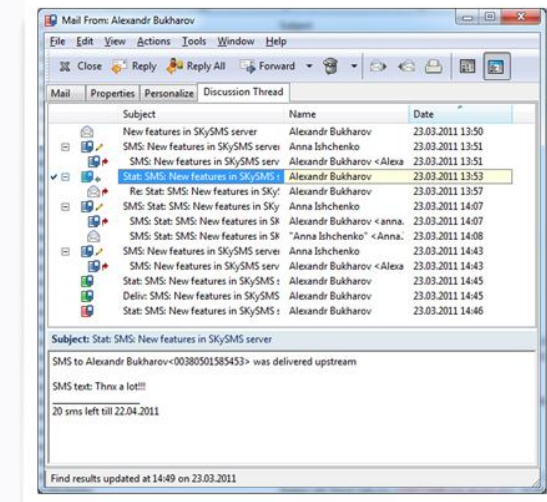 Mail From: Alexandr Bukharov
File Edit View Actions Tools Window Help
Close Reply Reply All Forward
Mail Properties Personalize Discussion Thread
Subject Name Date
New features in SKySMS server Alexandr Bukharov 23.03.2011 13:50
SMS: New features in SKySMS server Anna Ishchenko 23.03.2011 13:51
SMS: New features in SKySMS serv Alexandr Bukharov <Alexa 23.03.2011 13:51
Stat: SMS: New features in SKySMS s Alexandr Bukharov 23.03.2011 13:53
Re: Stat: SMS: New features in SKy! Alexandr Bukharov 23.03.2011 13:57
SMS: Stat: SMS: New features in SKy Anna Ishchenko 23.03.2011 14:07
SMS: Stat: SMS: New features in SK Alexandr Bukharov <anna. 23.03.2011 14:07
SMS: Stat: SMS: New features in SK "Anna Ishchenko" <Anna. 23.03.2011 14:08
SMS: New features in SKySMS server Anna Ishchenko 23.03.2011 14:43
SMS: New features in SKySMS serv Alexandr Bukharov <Alexa 23.03.2011 14:43
Stat: SMS: New features in SKySMS s Alexandr Bukharov 23.03.2011 14:45
Deliv: SMS: New features in SKySMS Alexandr Bukharov 23.03.2011 14:45
Stat: SMS: New features in SKySMS s Alexandr Bukharov 23.03.2011 14:46
Subject: Stat: SMS: New features in SKySMS server
SMS to Alexandr Bukharov<00380501585453> was delivered upstream
SMS text: Thnx a lot!!!
20 sms left till 22.04.2011
Find results updated at 14:49 on 23.03.2011